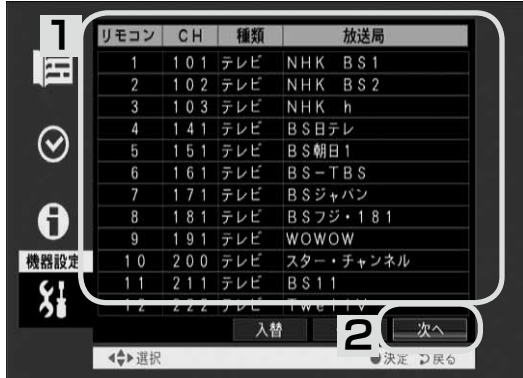 1
リモコン CH 種類 放送局
1 101 テレビ NHK BS1
2 102 テレビ NHK BS2
3 103 テレビ NHK h
4 141 テレビ BS日テレ
5 151 テレビ BS朝日1
6 161 テレビ BS-TBS
7 171 テレビ BSジャパン
8 181 テレビ BSフジ・181
9 191 テレビ WOWOW
10 200 テレビ スター・チャンネル
11 211 テレビ BS11
12 222 テレビ TwellV
機器設定
入替 2 次へ
選択 決定 戻る